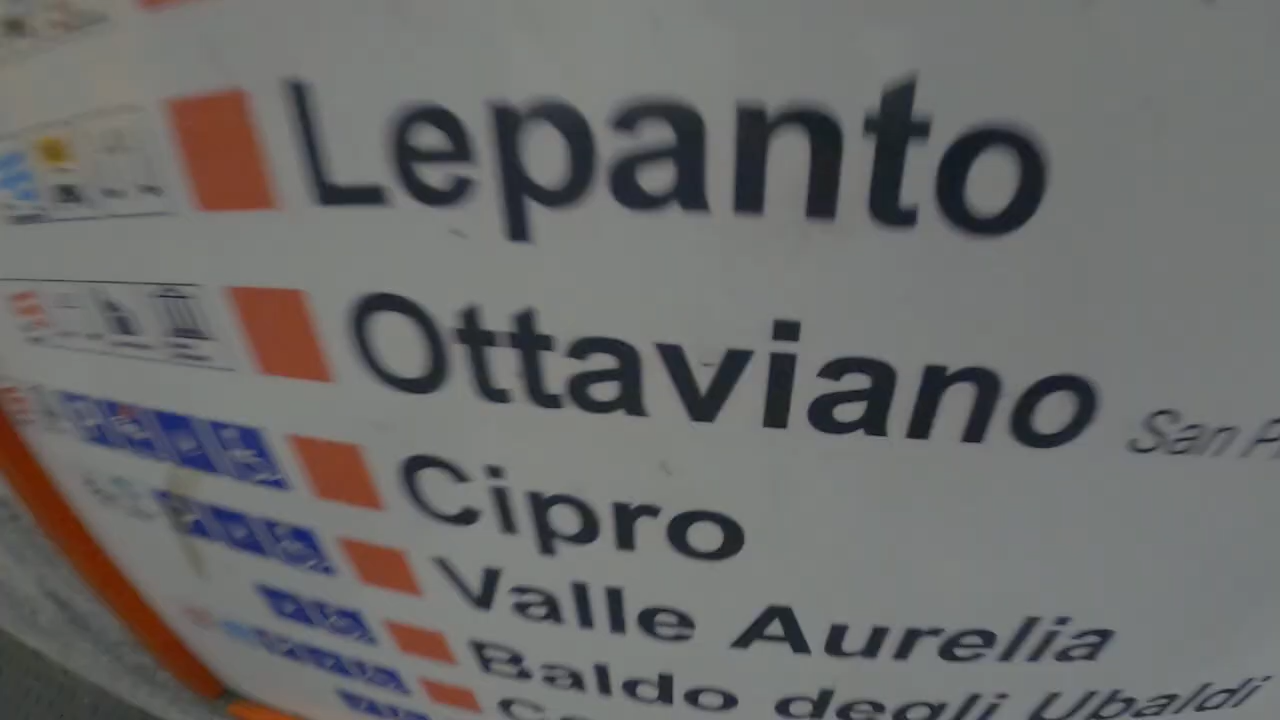 Lepanto
Ottaviano San
Cipro
Valle Aurelia
Baldo degli Ubaldi